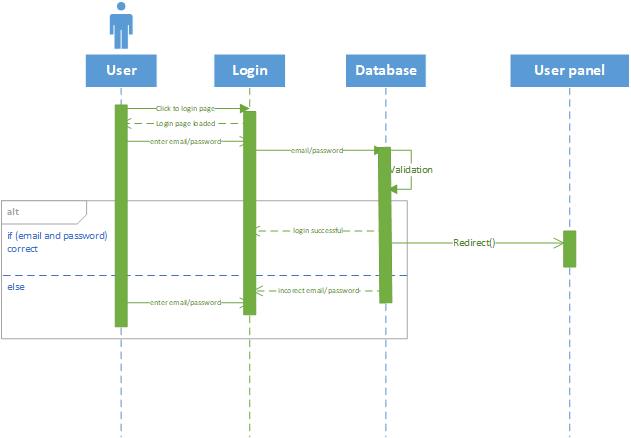 User
Login
Database
User panel
Click to login page
Login page loaded
enter email/password
email/password
Validation
alt
if (email and password)
correct
login successful
Redirect()
else
incorect email/password
enter email/password